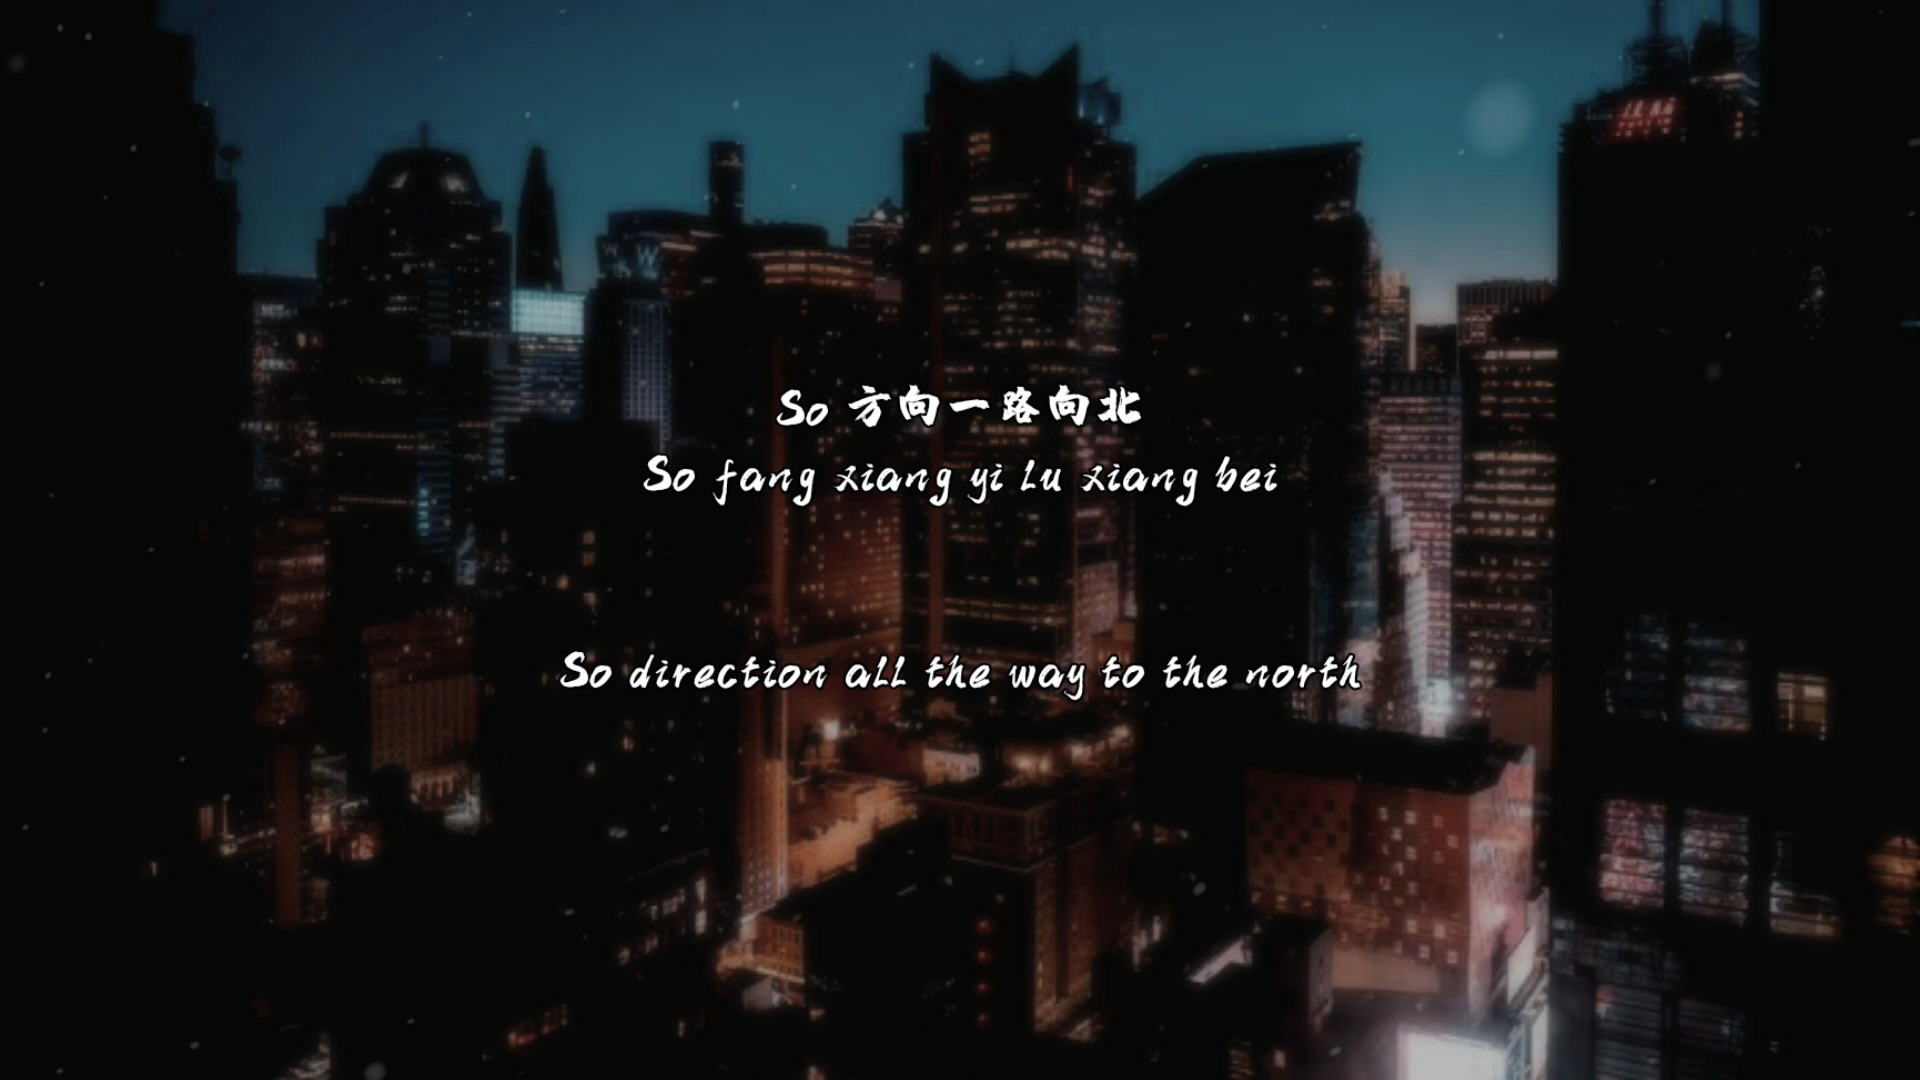 So 方向一路向北
So fang xiang yi lu xiang bei
So direction all the way to the north
W W